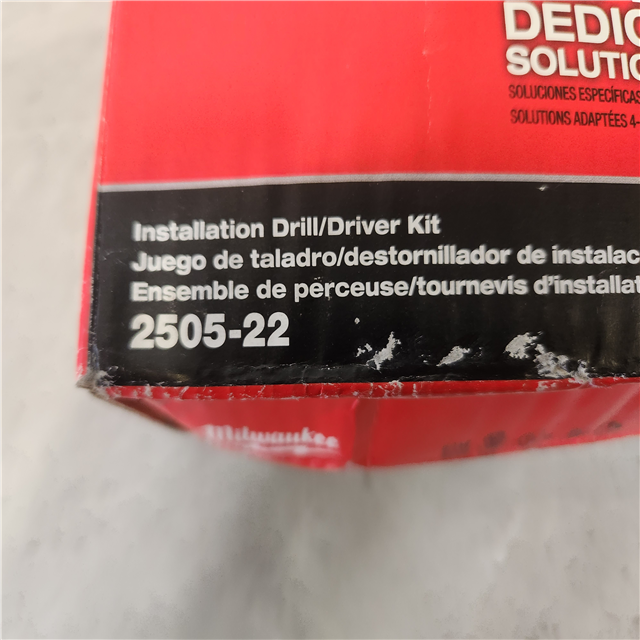 DEDIC
SOLUTIO
SOLUCIONES ESPECÍFICAS
SOLUTIONS ADAPTÉES 4-
Installation Drill/Driver Kit
Juego de taladro/destornillador de instalac
Ensemble de perceuse/tournevis d'installat
2505-22
Milwaukee